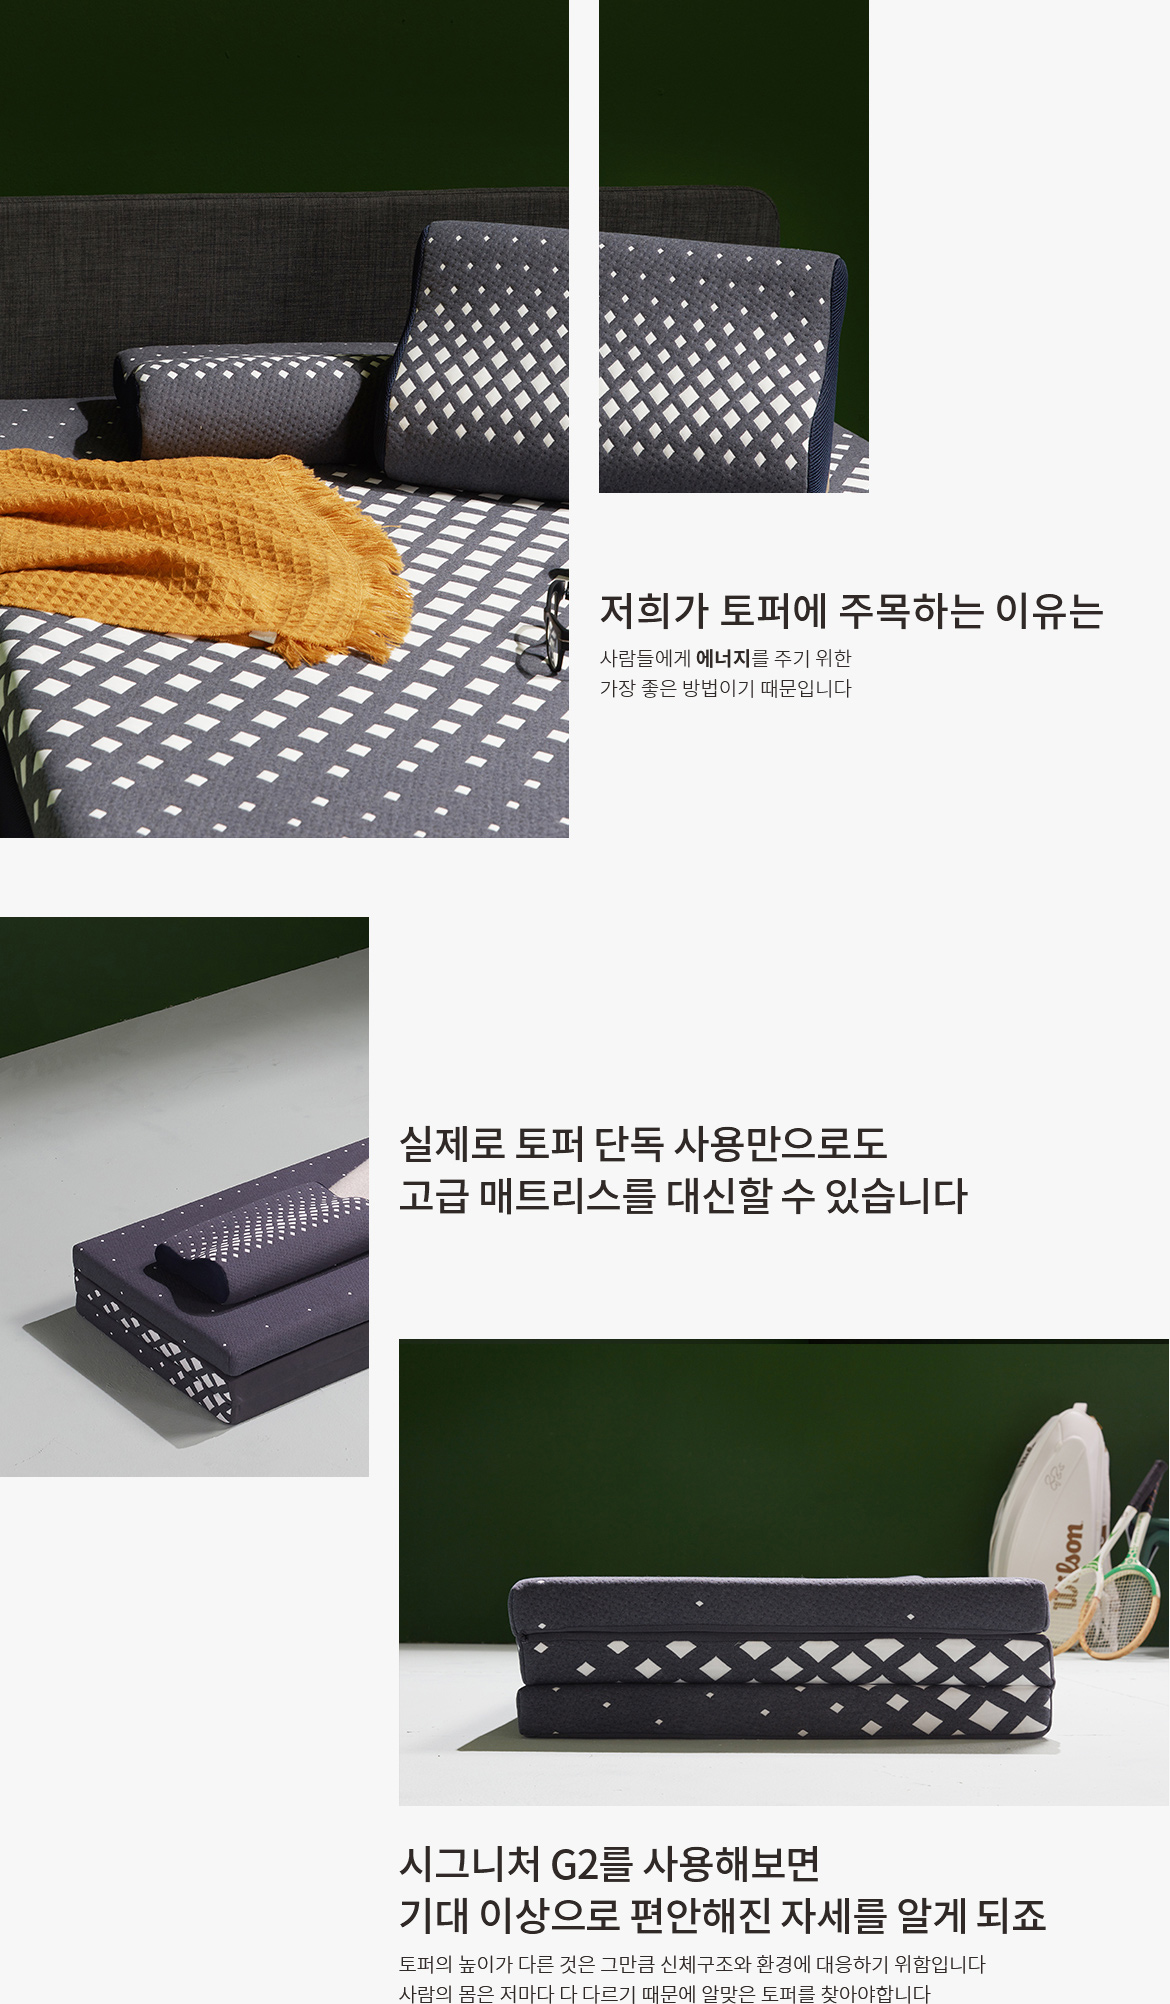 저희가 토퍼에 주목하는 이유는
사람들에게 에너지를 주기 위한
가장 좋은 방법이기 때문입니다
실제로 토퍼 단독 사용만으로도
고급 매트리스를 대신할 수 있습니다
Wilson
시그니처 G2를 사용해보면
기대 이상으로 편안해진 자세를 알게 되죠
토퍼의 높이가 다른 것은 그만큼 신체구조와 환경에 대응하기 위함입니다
사람의 몸은 저마다 다 다르기 때문에 알맞은 토퍼를 찾아야합니다